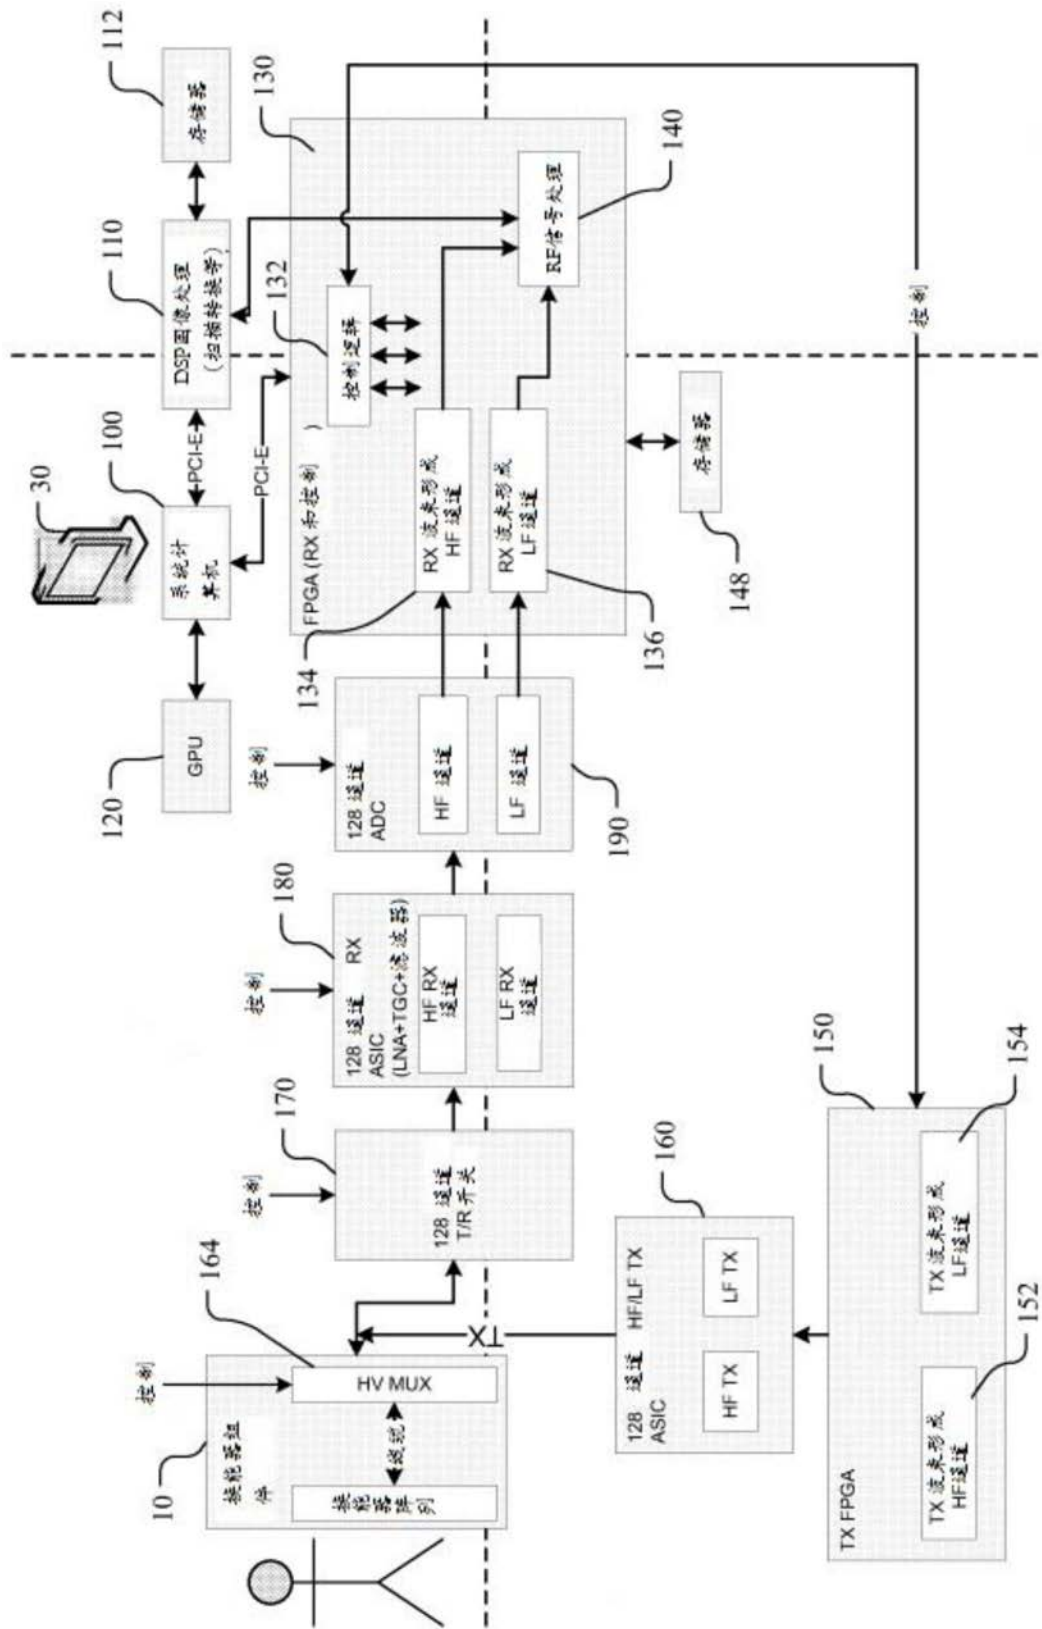 30
120
100
110
112
GPU
系统计
算机
PCI-E
DSP图像处理
(扫描转换等)
存储器
10
控制
164
控制
170
控制
180
控制
PCI-E
130
132
134
换能器组
件
换能器阵
列
线缆
HV MUX
128 通道
T/R 开关
128 通道 RX
ASIC
(LNA+TGC+滤波器)
HF RX
通道
LF RX
通道
128 通道
ADC
HF 通道
LF 通道
190
FPGA (RX 和控制
)
控制逻辑
RX 波束形成
HF 通道
RX 波束形成
LF 通道
136
RF信号处理
140
TX
160
128 通道 HF/LF TX
ASIC
HF TX
LF TX
存储器
148
150
控制
TX FPGA
TX 波束形成
HF通道
TX 波束形成
LF通道
152
154